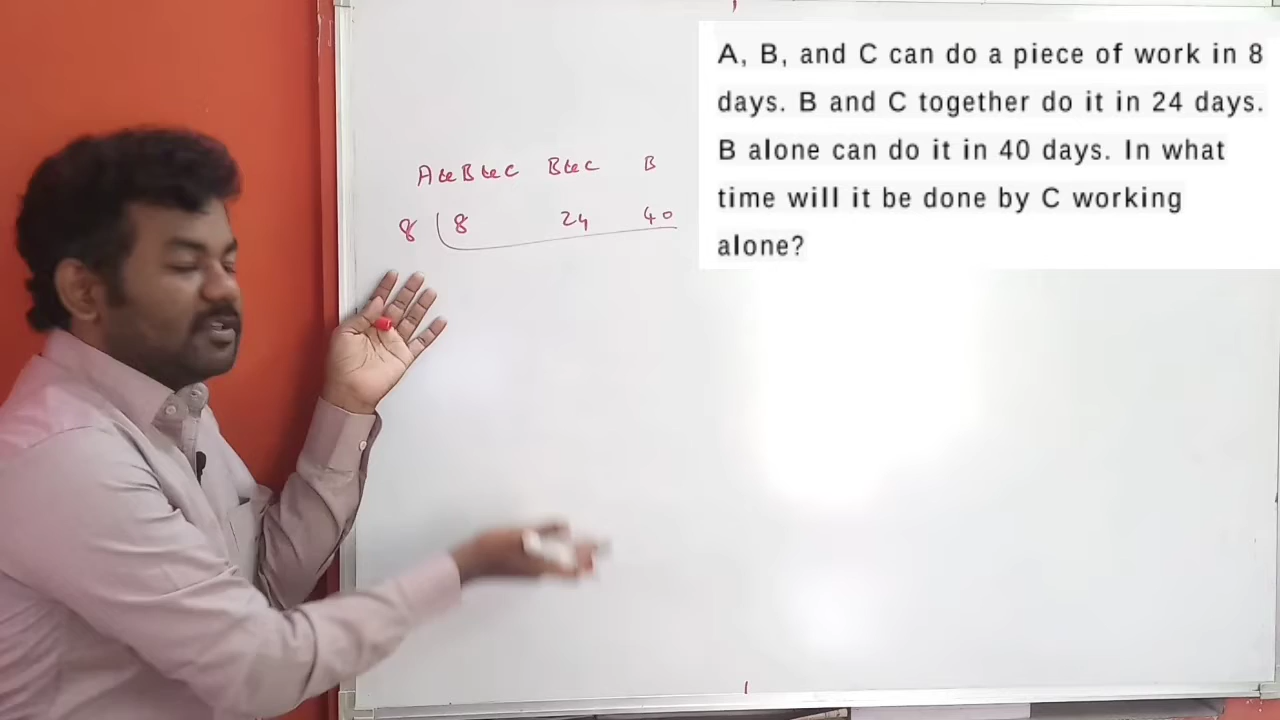 A, B, and C can do a piece of work in 8
days. B and C together do it in 24 days.
B alone can do it in 40 days. In what
time will it be done by C working
alone?
A & B & C B & C B
8 8 24 40